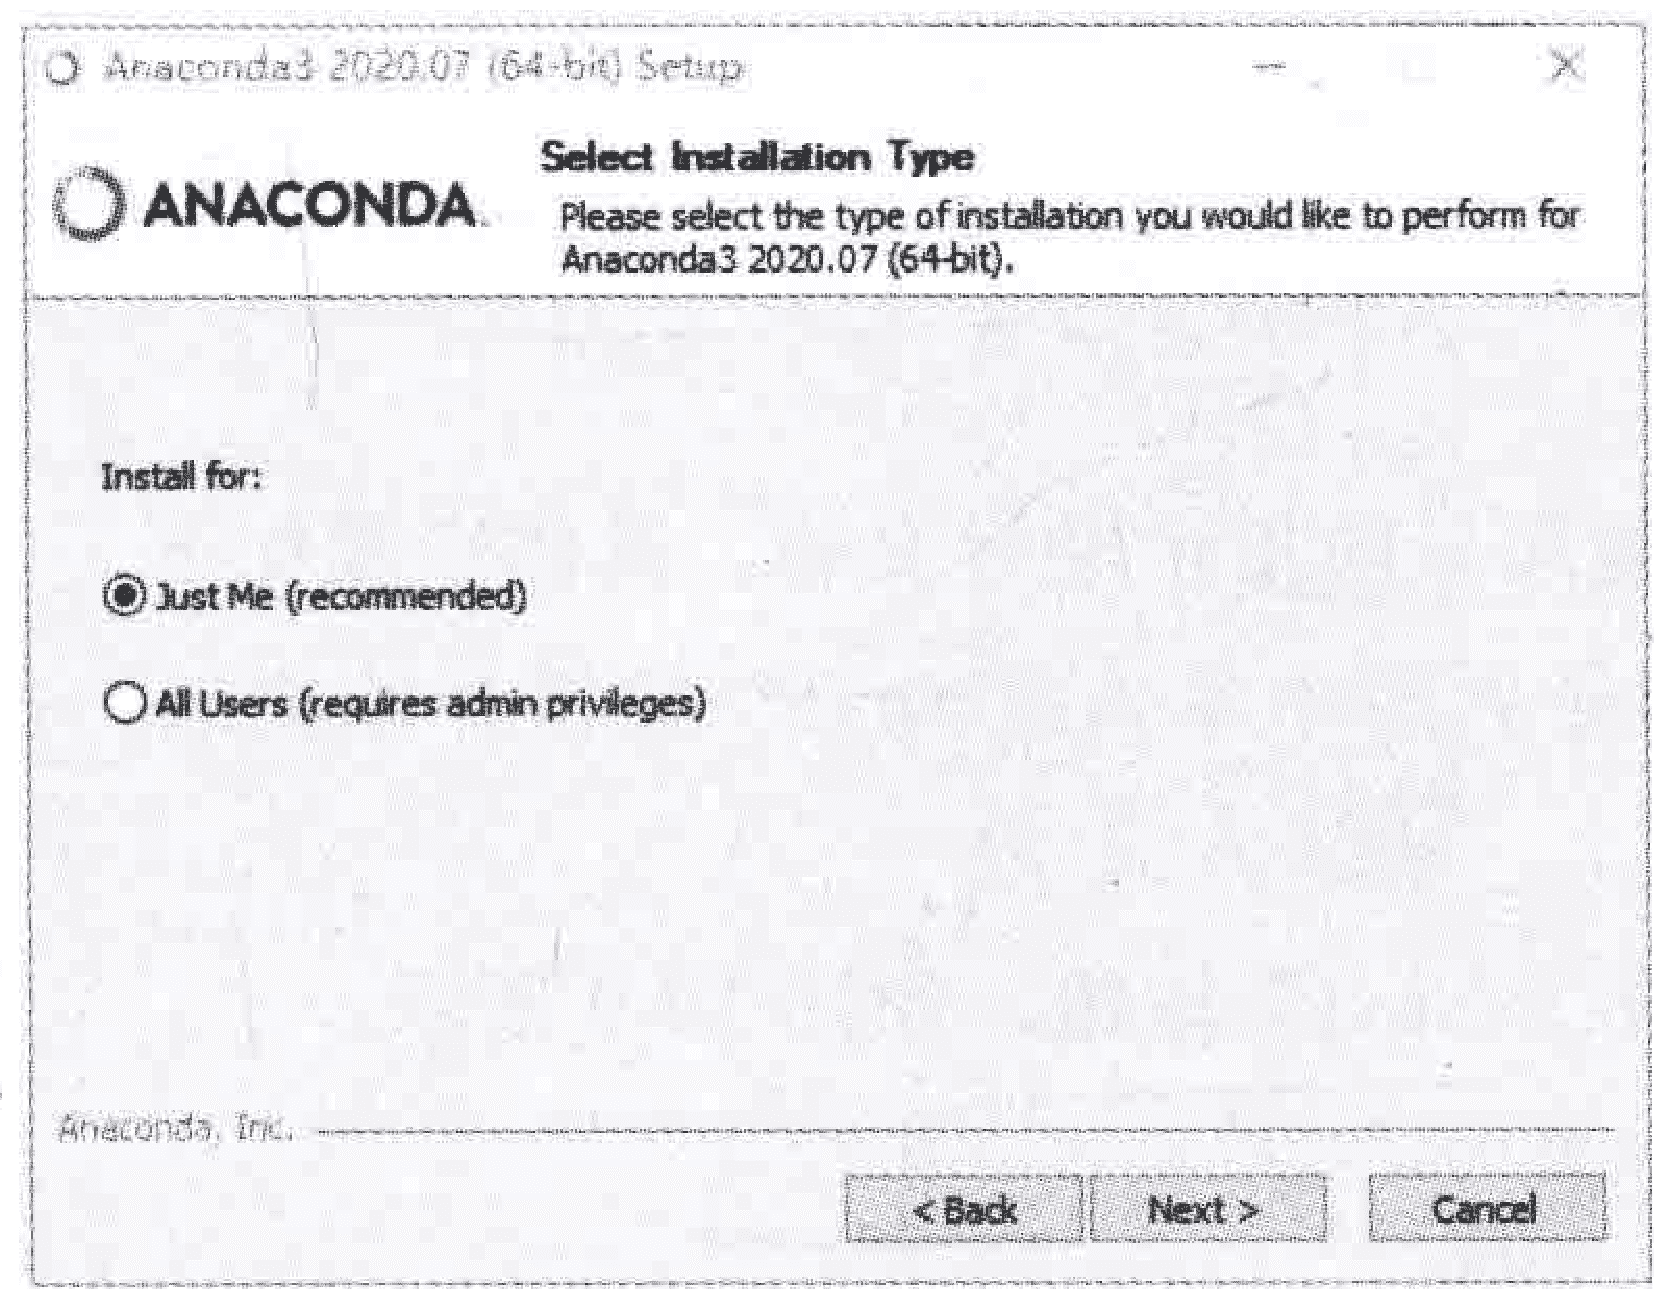 Anaconda3 2020.07 (64-bit) Setup
ANACONDA.
Select Installation Type
Please select the type of installation you would like to perform for
Anaconda3 2020.07 (64-bit).
Install for:
Just Me (recommended)
All Users (requires admin privileges)
Anaconda, Inc.
< Back
Next >
Cancel